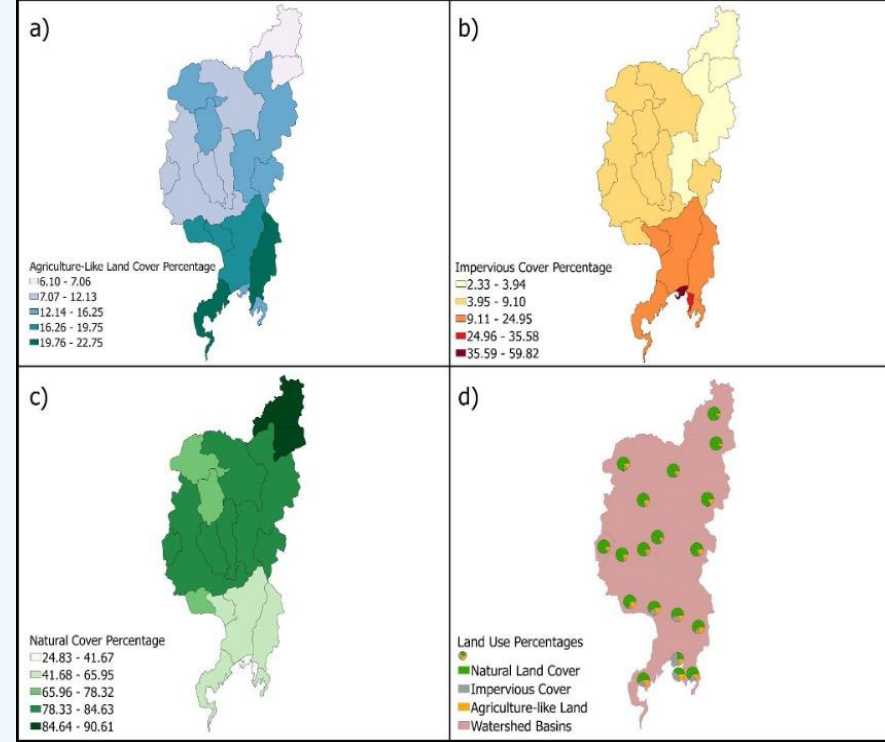 a)
Agriculture-Like Land Cover Percentage
6.10 - 7.06
7.07 - 12.13
12.14 - 16.25
16.26 - 19.75
19.76 - 22.75
b)
Impervious Cover Percentage
2.33 - 3.94
3.95 - 9.10
9.11 - 24.95
24.96 - 35.58
35.59 - 59.82
c)
Natural Cover Percentage
24.83 - 41.67
41.68 - 65.95
65.96 - 78.32
78.33 - 84.63
84.64 - 90.61
d)
Land Use Percentages
Natural Land Cover
Impervious Cover
Agriculture-like Land
Watershed Basins